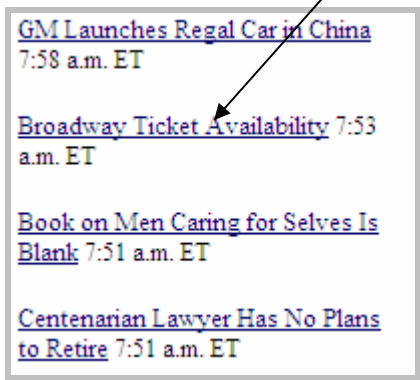 GM Launches Regal Car in China
7:58 a.m. ET
Broadway Ticket Availability 7:53
a.m. ET
Book on Men Caring for Selves Is
Blank 7:51 a.m. ET
Centenarian Lawyer Has No Plans
to Retire 7:51 a.m. ET